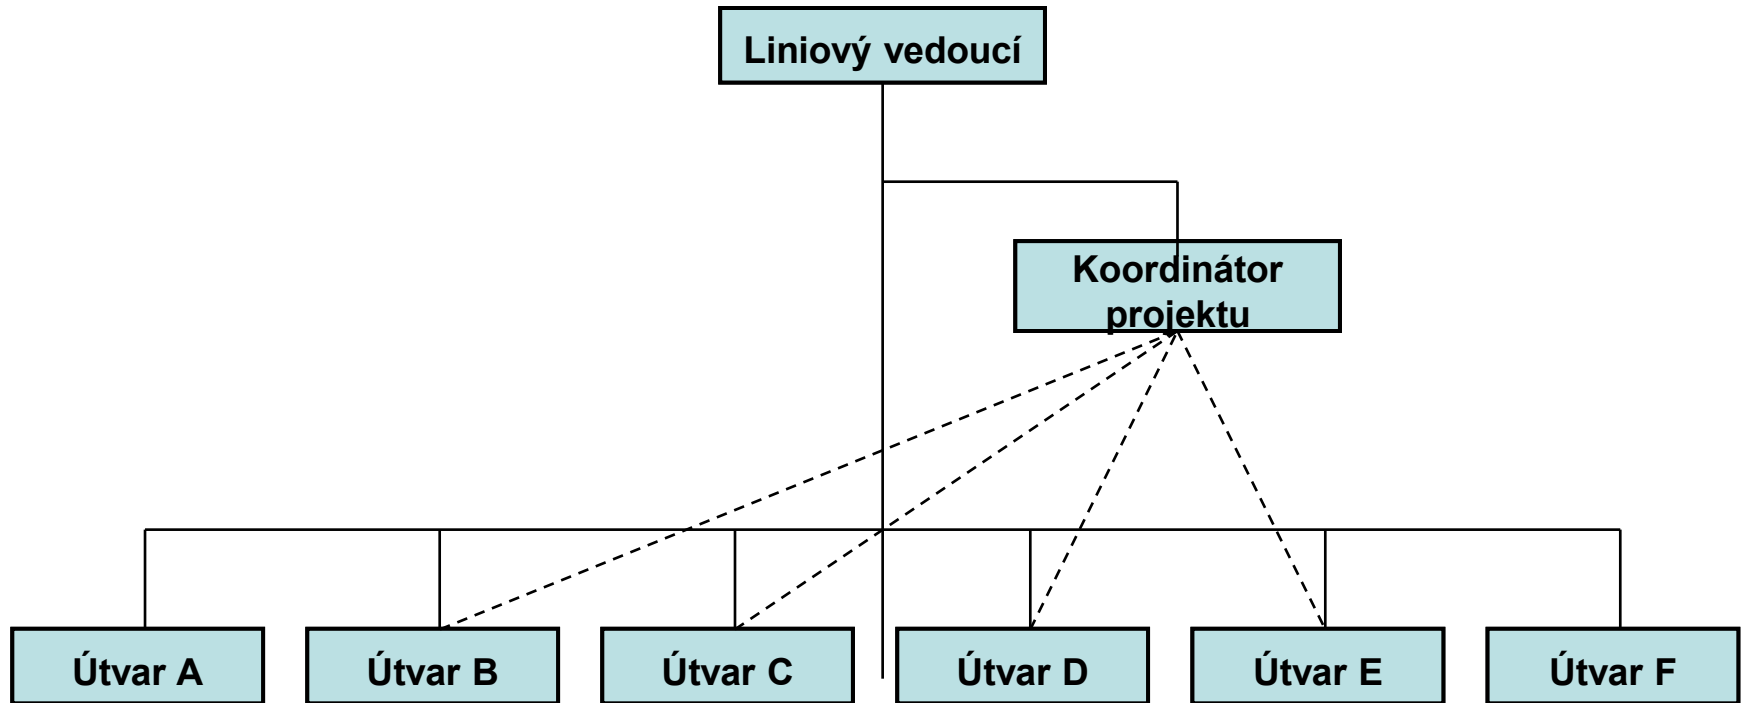 Liniový vedoucí
Koordinátor
projektu
Útvar A
Útvar B
Útvar C
Útvar D
Útvar E
Útvar F